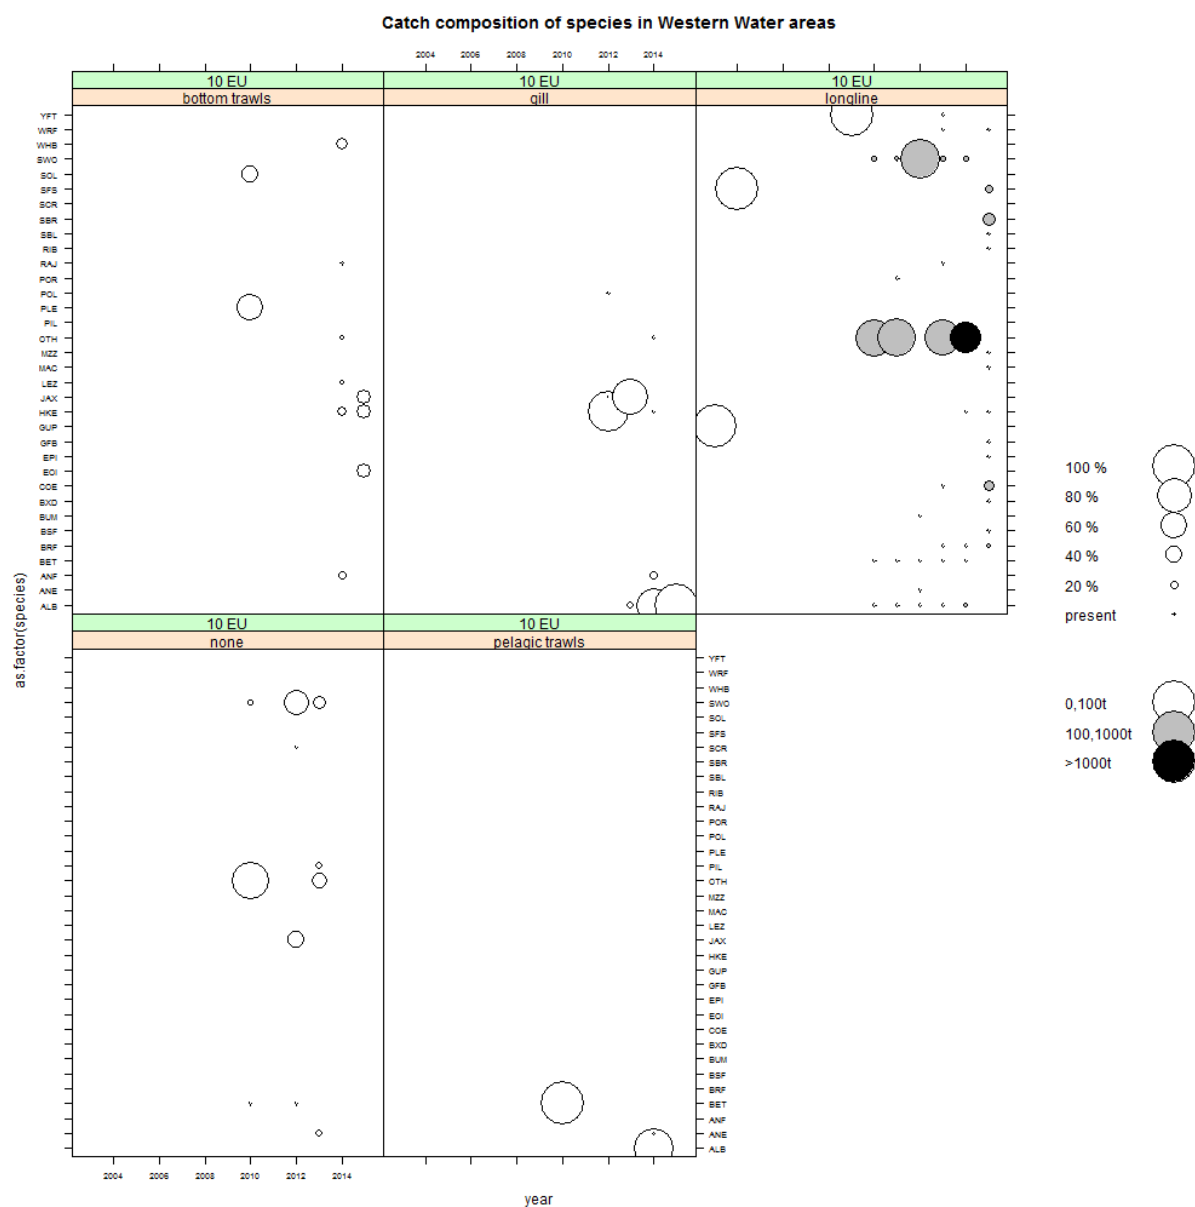 Catch composition of species in Western Water areas
2004 2006 2008 2010 2012 2014
10 EU 10 EU 10 EU
bottom trawls gill longline
YFT
WRF
WHB
SWO
SOL
SFS
SCR
SBR
SBL
RIB
RAJ
POR
POL
PLE
PIL
OTH
MZZ
MAC
LEZ
JAX
HKE
GUP
GFB
EPI
EOI
COE
BXD
BUM
BSF
BRF
BET
ANF
ANE
ALB
100 %
80 %
60 %
40 %
20 %
present
0,100t
100,1000t
>1000t
as.factor(species)
10 EU 10 EU
none pelagic trawls
YFT
WRF
WHB
SWO
SOL
SFS
SCR
SBR
SBL
RIB
RAJ
POR
POL
PLE
PIL
OTH
MZZ
MAC
LEZ
JAX
HKE
GUP
GFB
EPI
EOI
COE
BXD
BUM
BSF
BRF
BET
ANF
ANE
ALB
2004 2006 2008 2010 2012 2014
year